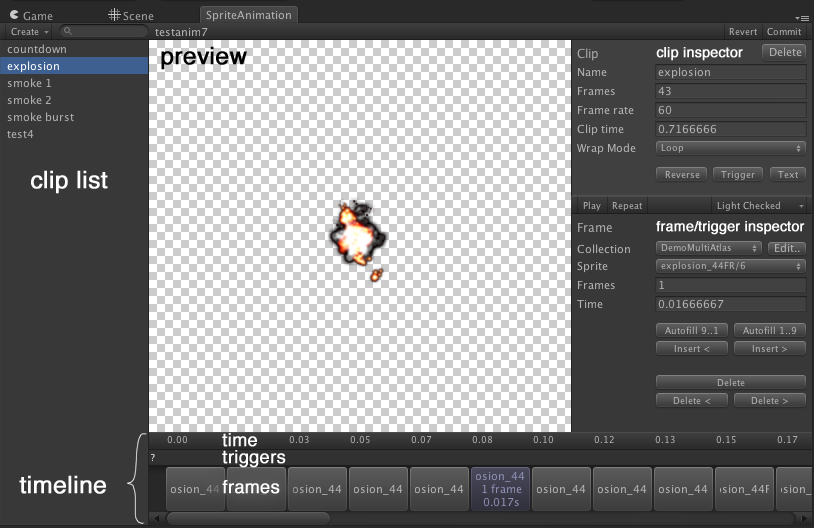 Game
Scene
SpriteAnimation
Create
testanim7
Revert
Commit
countdown
explosion
smoke 1
smoke 2
smoke burst
test4
clip list
preview
Clip
clip inspector
Delete
Name
explosion
Frames
43
Frame rate
60
Clip time
0.7166666
Wrap Mode
Loop
Reverse
Trigger
Text
Play
Repeat
Light Checked
Frame
frame/trigger inspector
Collection
DemoMultiAtlas
Edit..
Sprite
explosion_44FR/6
Frames
1
Time
0.01666667
Autofill 9..1
Autofill 1..9
Insert <
Insert >
Delete
Delete <
Delete >
timeline
0.00
time
0.03
0.05
0.07
0.08
0.10
0.12
0.13
0.15
0.17
?
triggers
osion_44
frames
osion_44
osion_44
osion_44
osion_44
1 frame
0.017s
osion_44
osion_44
osion_44
osion_44F
osion_